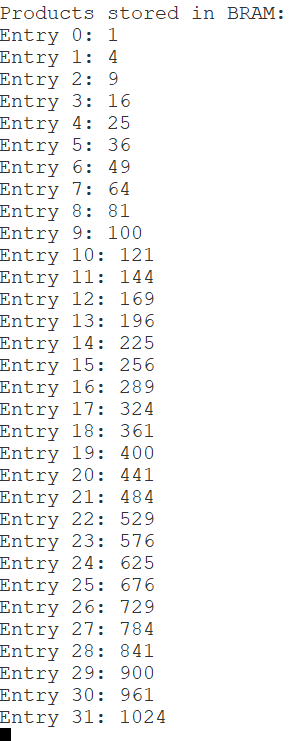 Products stored in BRAM:
Entry 0: 1
Entry 1: 4
Entry 2: 9
Entry 3: 16
Entry 4: 25
Entry 5: 36
Entry 6: 49
Entry 7: 64
Entry 8: 81
Entry 9: 100
Entry 10: 121
Entry 11: 144
Entry 12: 169
Entry 13: 196
Entry 14: 225
Entry 15: 256
Entry 16: 289
Entry 17: 324
Entry 18: 361
Entry 19: 400
Entry 20: 441
Entry 21: 484
Entry 22: 529
Entry 23: 576
Entry 24: 625
Entry 25: 676
Entry 26: 729
Entry 27: 784
Entry 28: 841
Entry 29: 900
Entry 30: 961
Entry 31: 1024